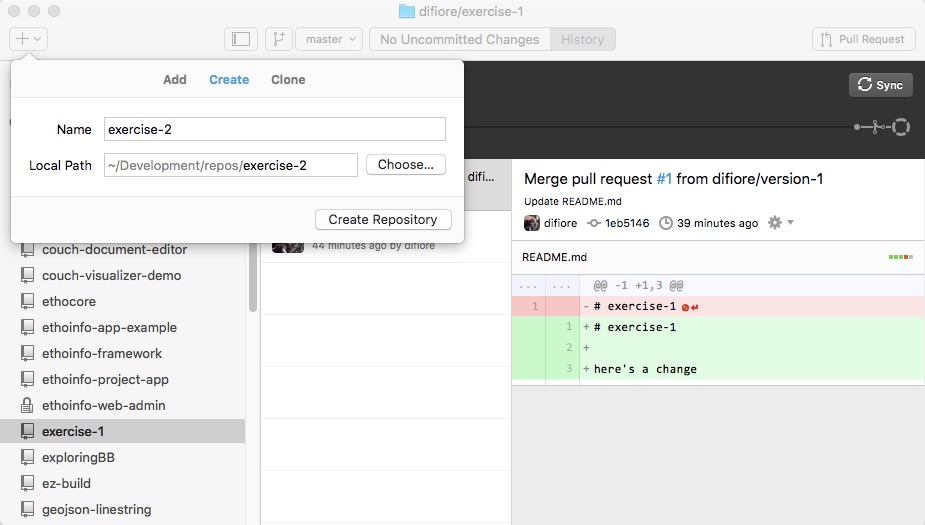 difiore/exercise-1
master
No Uncommitted Changes
History
Pull Request
Add
Create
Clone
Sync
Name
exercise-2
Local Path
~/Development/repos/exercise-2
Choose...
Create Repository
difi...
44 minutes ago by difiore
Merge pull request #1 from difiore/version-1
Update README.md
difiore
1eb5146
39 minutes ago
README.md
... ... @@ -1 +1,3 @@
1 - # exercise-1
1 + # exercise-1
2 +
3 + here's a change
couch-document-editor
couch-visualizer-demo
ethocore
ethoinfo-app-example
ethoinfo-framework
ethoinfo-project-app
ethoinfo-web-admin
exercise-1
exploringBB
ez-build
geojson-linestring